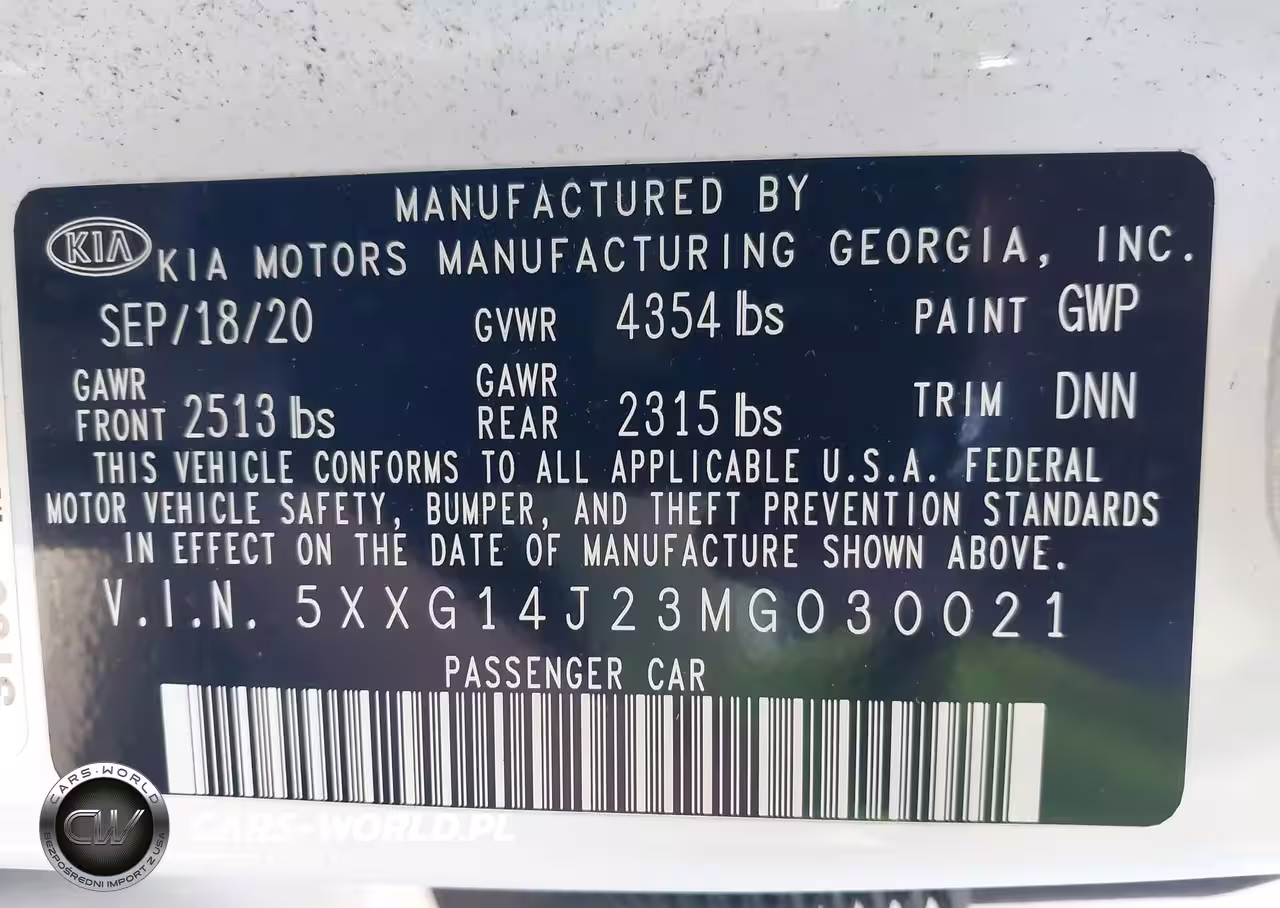 MANUFACTURED BY
KIA
KIA MOTORS MANUFACTURING GEORGIA, INC.
SEP/18/20 GVWR 4354 lbs PAINT GWP
GAWR FRONT 2513 lbs GAWR REAR 2315 lbs TRIM DNN
THIS VEHICLE CONFORMS TO ALL APPLICABLE U.S.A. FEDERAL
MOTOR VEHICLE SAFETY, BUMPER, AND THEFT PREVENTION STANDARDS
IN EFFECT ON THE DATE OF MANUFACTURE SHOWN ABOVE.
V.I.N. 5XXG14J23MG030021
PASSENGER CAR
CARS-WORLD
CW
BEZPOŚREDNI IMPORT Z USA
CARS-WORLD.PL